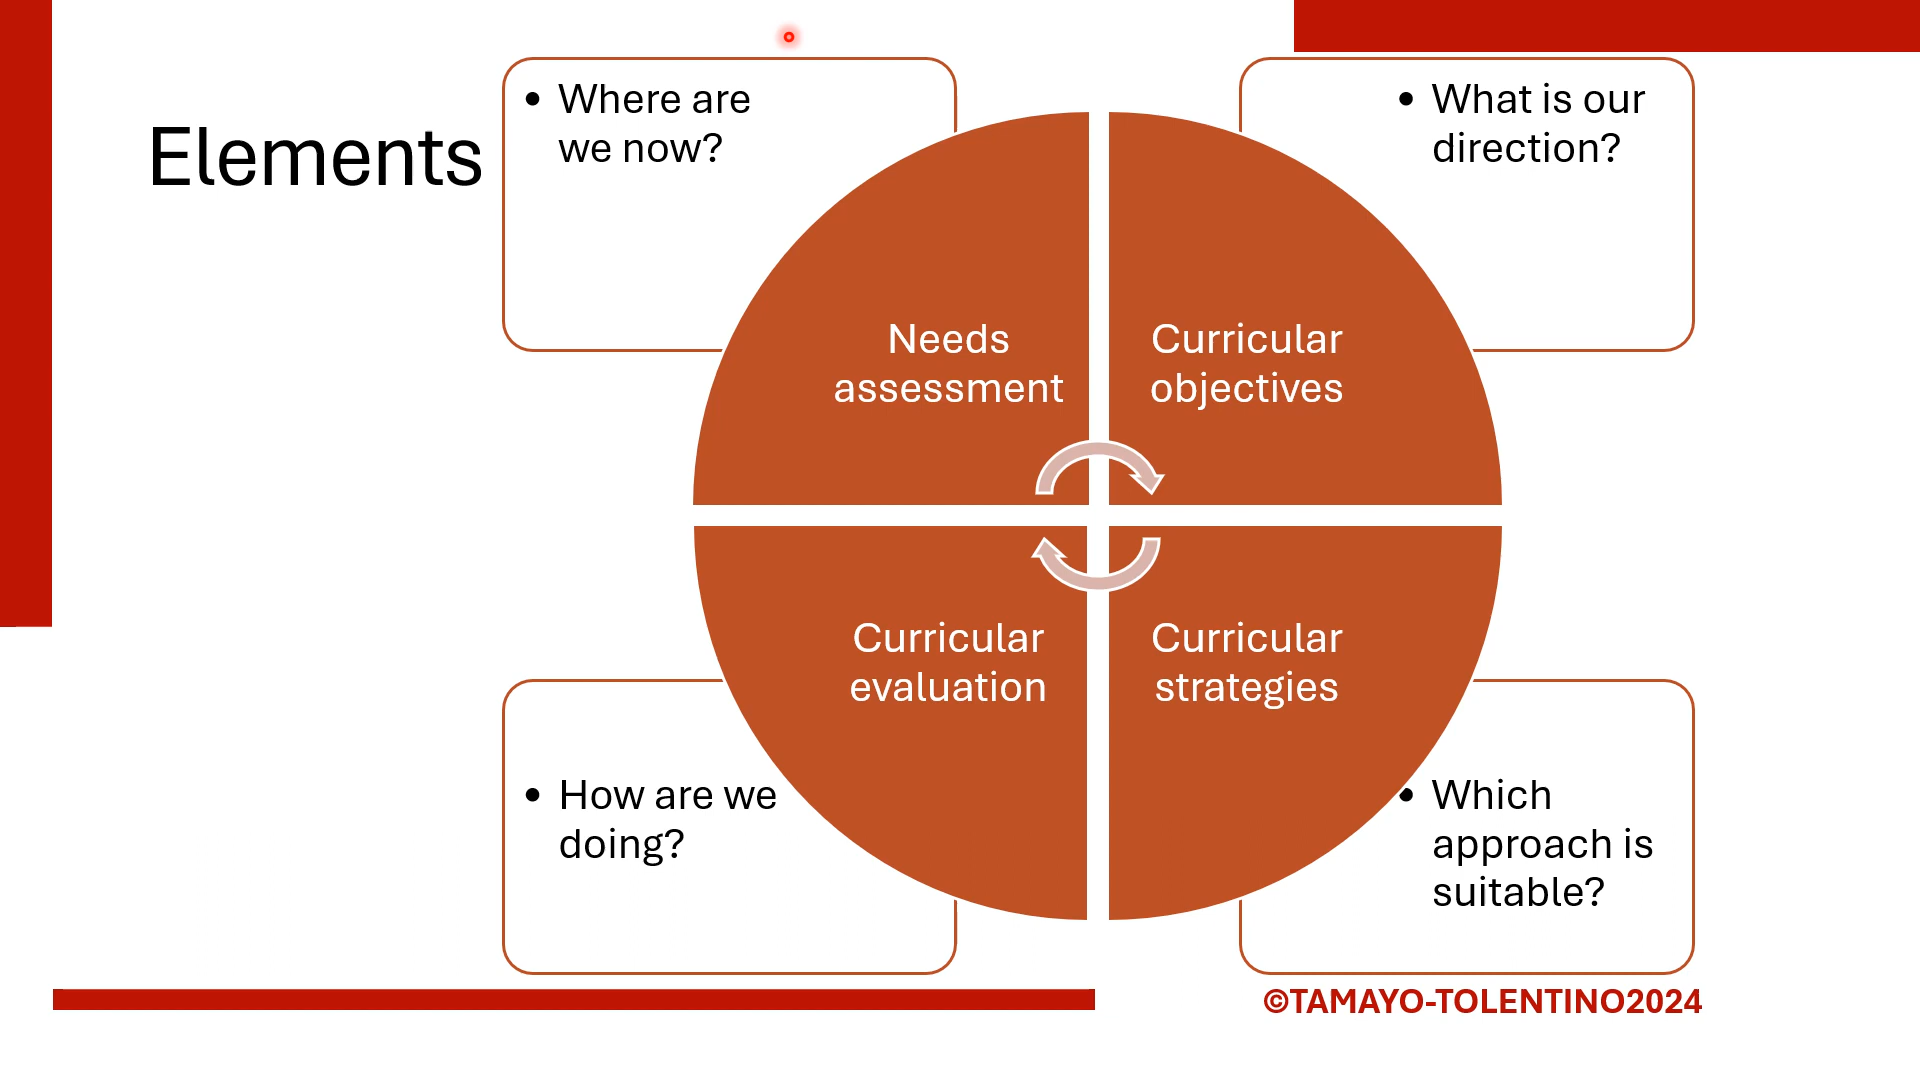 Elements
• Where are
we now?
• What is our
direction?
Needs
assessment
Curricular
objectives
Curricular
evaluation
Curricular
strategies
• How are we
doing?
• Which
approach is
suitable?
©TAMAYO-TOLENTINO2024